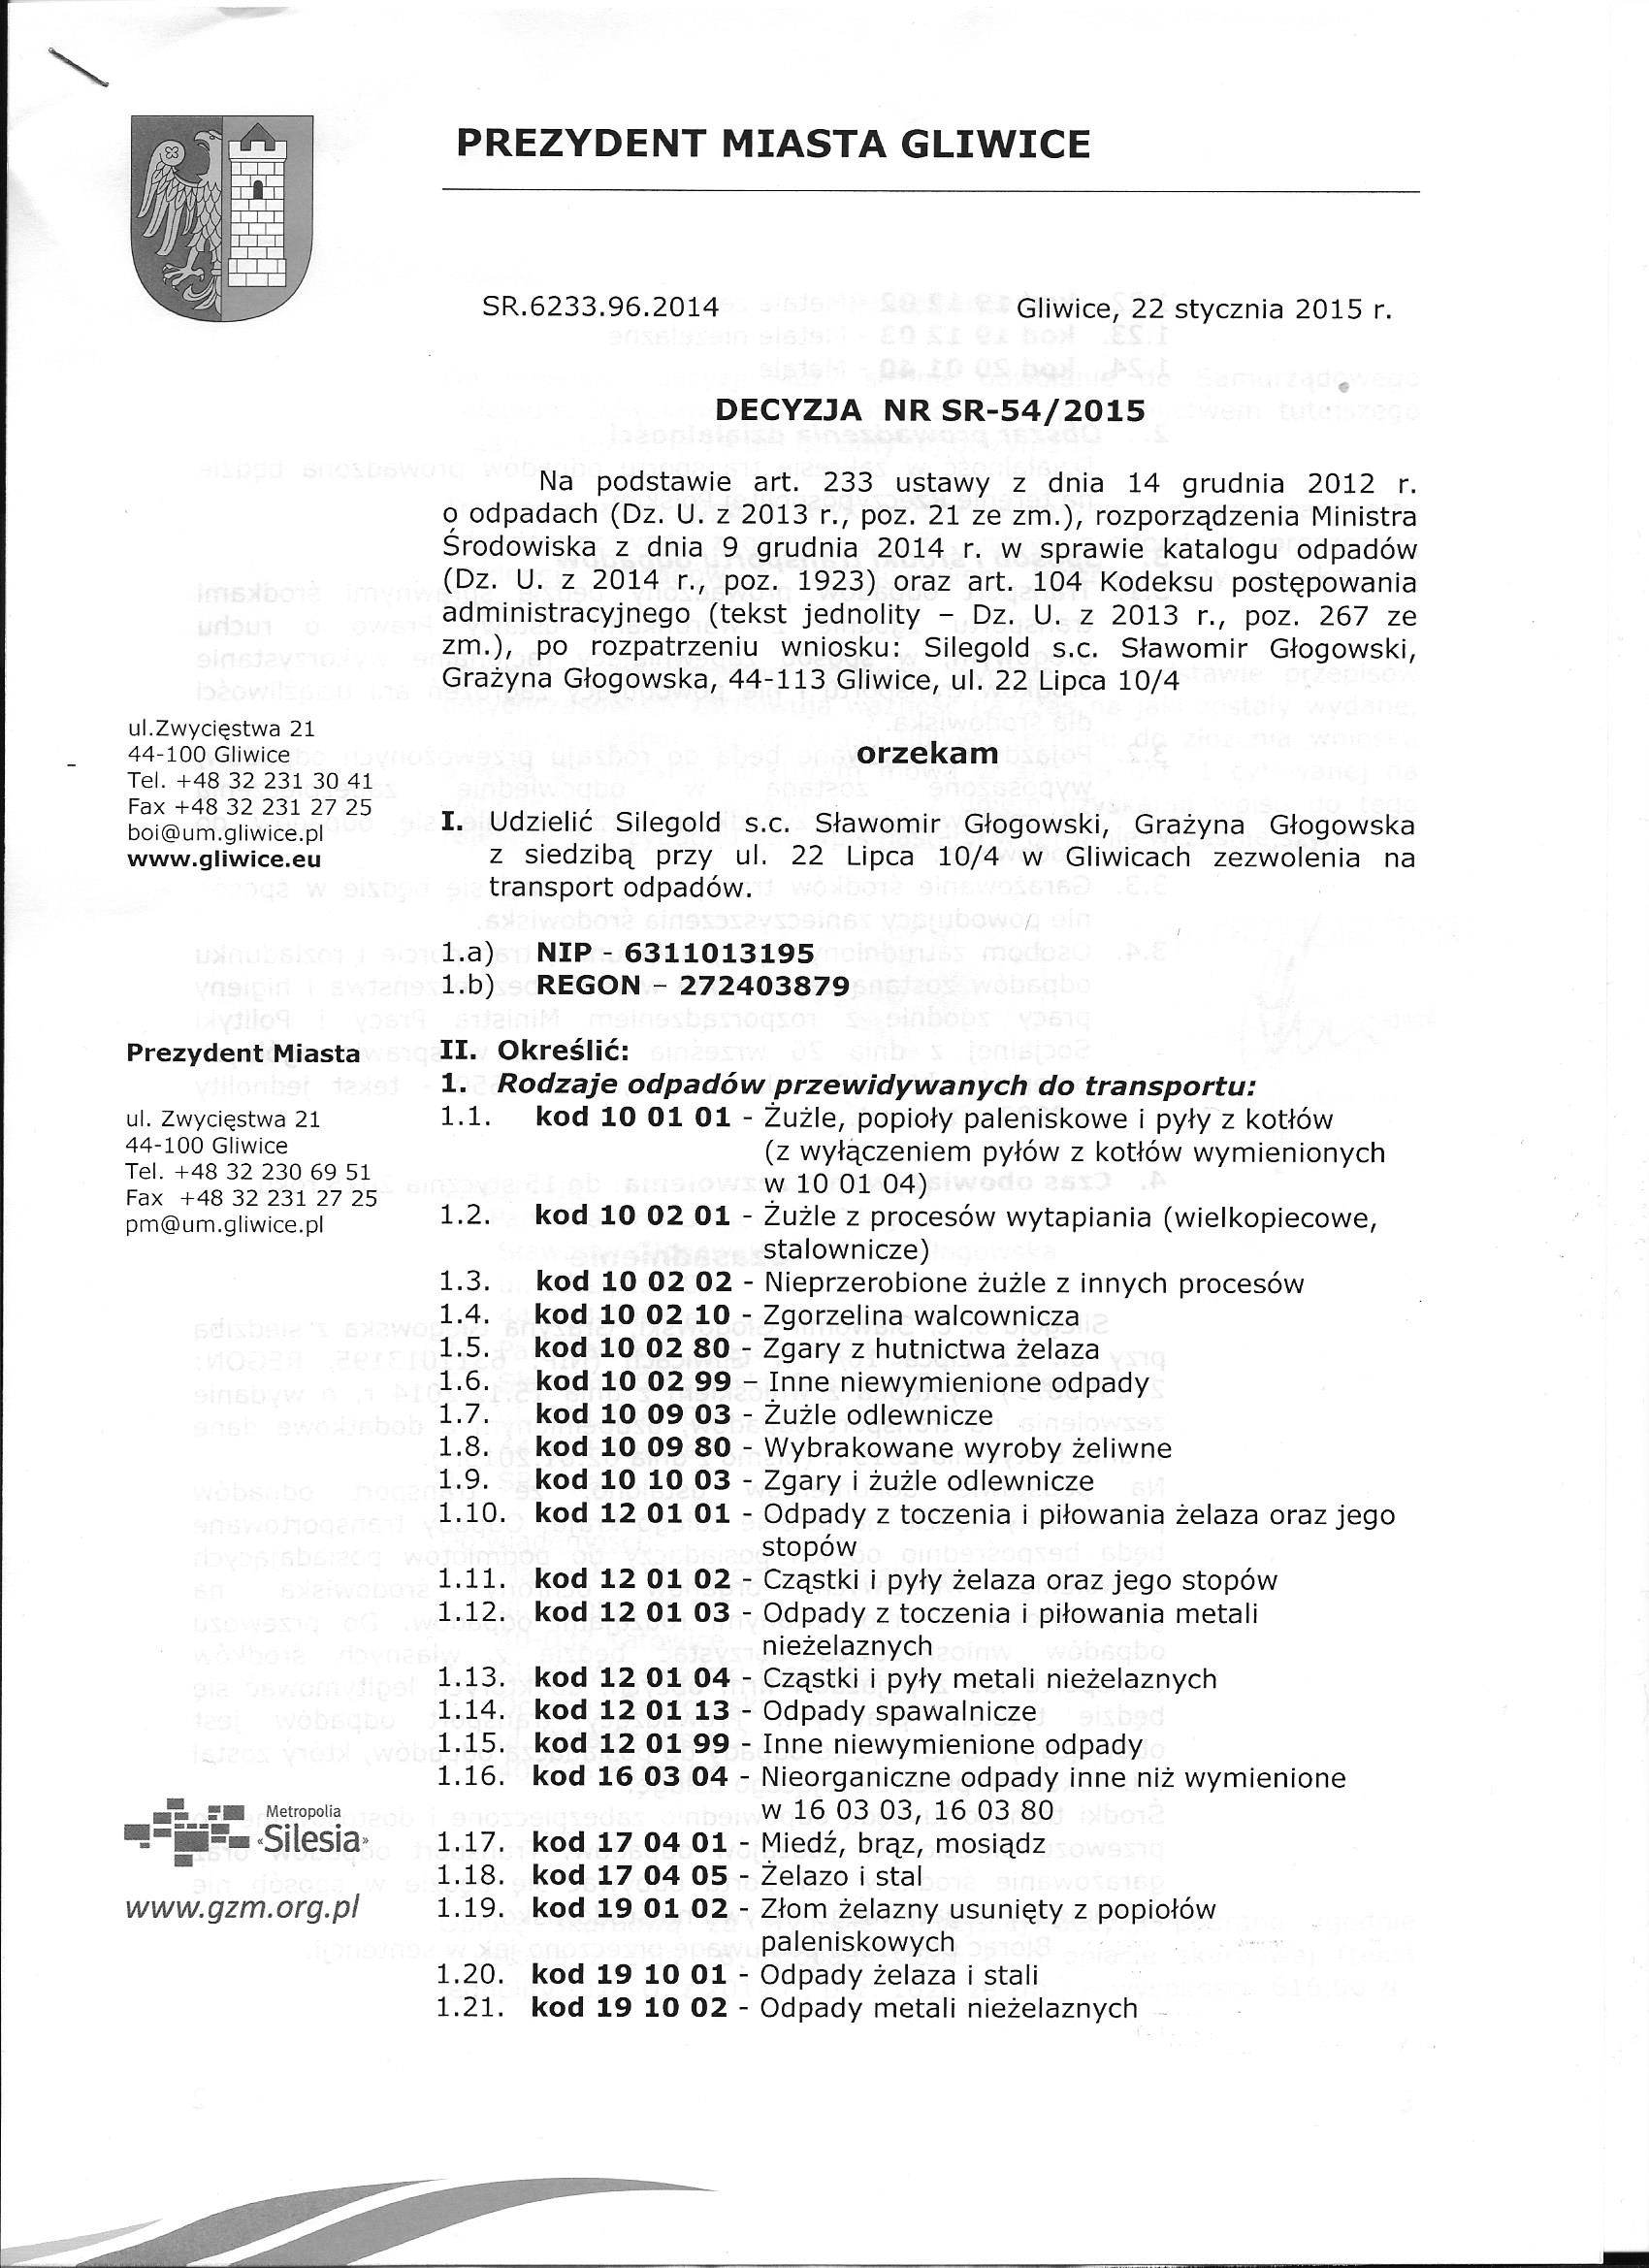 PREZYDENT MIASTA GLIWICE
SR.6233.96.2014 Gliwice, 22 stycznia 2015 r.
DECYZJA NR SR-54/2015
Na podstawie art. 233 ustawy z dnia 14 grudnia 2012 r.
o odpadach (Dz. U. z 2013 r., poz. 21 ze zm.), rozporządzenia Ministra
Środowiska z dnia 9 grudnia 2014 r. w sprawie katalogu odpadów
(Dz. U. z 2014 r., poz. 1923) oraz art. 104 Kodeksu postępowania
administracyjnego (tekst jednolity – Dz. U. z 2013 r., poz. 267 ze
zm.), po rozpatrzeniu wniosku: Silegold s.c. Sławomir Głogowski,
Grażyna Głogowska, 44-113 Gliwice, ul. 22 Lipca 10/4
orzekam
I. Udzielić Silegold s.c. Sławomir Głogowski, Grażyna Głogowska
z siedzibą przy ul. 22 Lipca 10/4 w Gliwicach zezwolenia na
transport odpadów.
1.a) NIP - 6311013195
1.b) REGON – 272403879
II. Określić:
1. Rodzaje odpadów przewidywanych do transportu:
1.1. kod 10 01 01 - Żużle, popioły paleniskowe i pyły z kotłów
(z wyłączeniem pyłów z kotłów wymienionych
w 10 01 04)
1.2. kod 10 02 01 - Żużle z procesów wytapiania (wielkopiecowe,
stalownicze)
1.3. kod 10 02 02 - Nieprzerobione żużle z innych procesów
1.4. kod 10 02 10 - Zgorzelina walcownicza
1.5. kod 10 02 80 - Zgary z hutnictwa żelaza
1.6. kod 10 02 99 – Inne niewymienione odpady
1.7. kod 10 09 03 - Żużle odlewnicze
1.8. kod 10 09 80 - Wybrakowane wyroby żeliwne
1.9. kod 10 10 03 - Zgary i żużle odlewnicze
1.10. kod 12 01 01 - Odpady z toczenia i piłowania żelaza oraz jego
stopów
1.11. kod 12 01 02 - Cząstki i pyły żelaza oraz jego stopów
1.12. kod 12 01 03 - Odpady z toczenia i piłowania metali
nieżelaznych
1.13. kod 12 01 04 - Cząstki i pyły metali nieżelaznych
1.14. kod 12 01 13 - Odpady spawalnicze
1.15. kod 12 01 99 - Inne niewymienione odpady
1.16. kod 16 03 04 - Nieorganiczne odpady inne niż wymienione
w 16 03 03, 16 03 80
1.17. kod 17 04 01 - Miedź, brąz, mosiądz
1.18. kod 17 04 05 - Żelazo i stal
1.19. kod 19 01 02 - Złom żelazny usunięty z popiołów
paleniskowych
1.20. kod 19 10 01 - Odpady żelaza i stali
1.21. kod 19 10 02 - Odpady metali nieżelaznych
ul.Zwycięstwa 21
44-100 Gliwice
Tel. +48 32 231 30 41
Fax +48 32 231 27 25
boi@um.gliwice.pl
www.gliwice.eu
Prezydent Miasta
ul. Zwycięstwa 21
44-100 Gliwice
Tel. +48 32 230 69 51
Fax +48 32 231 27 25
pm@um.gliwice.pl
Metropolia
«Silesia»
www.gzm.org.pl